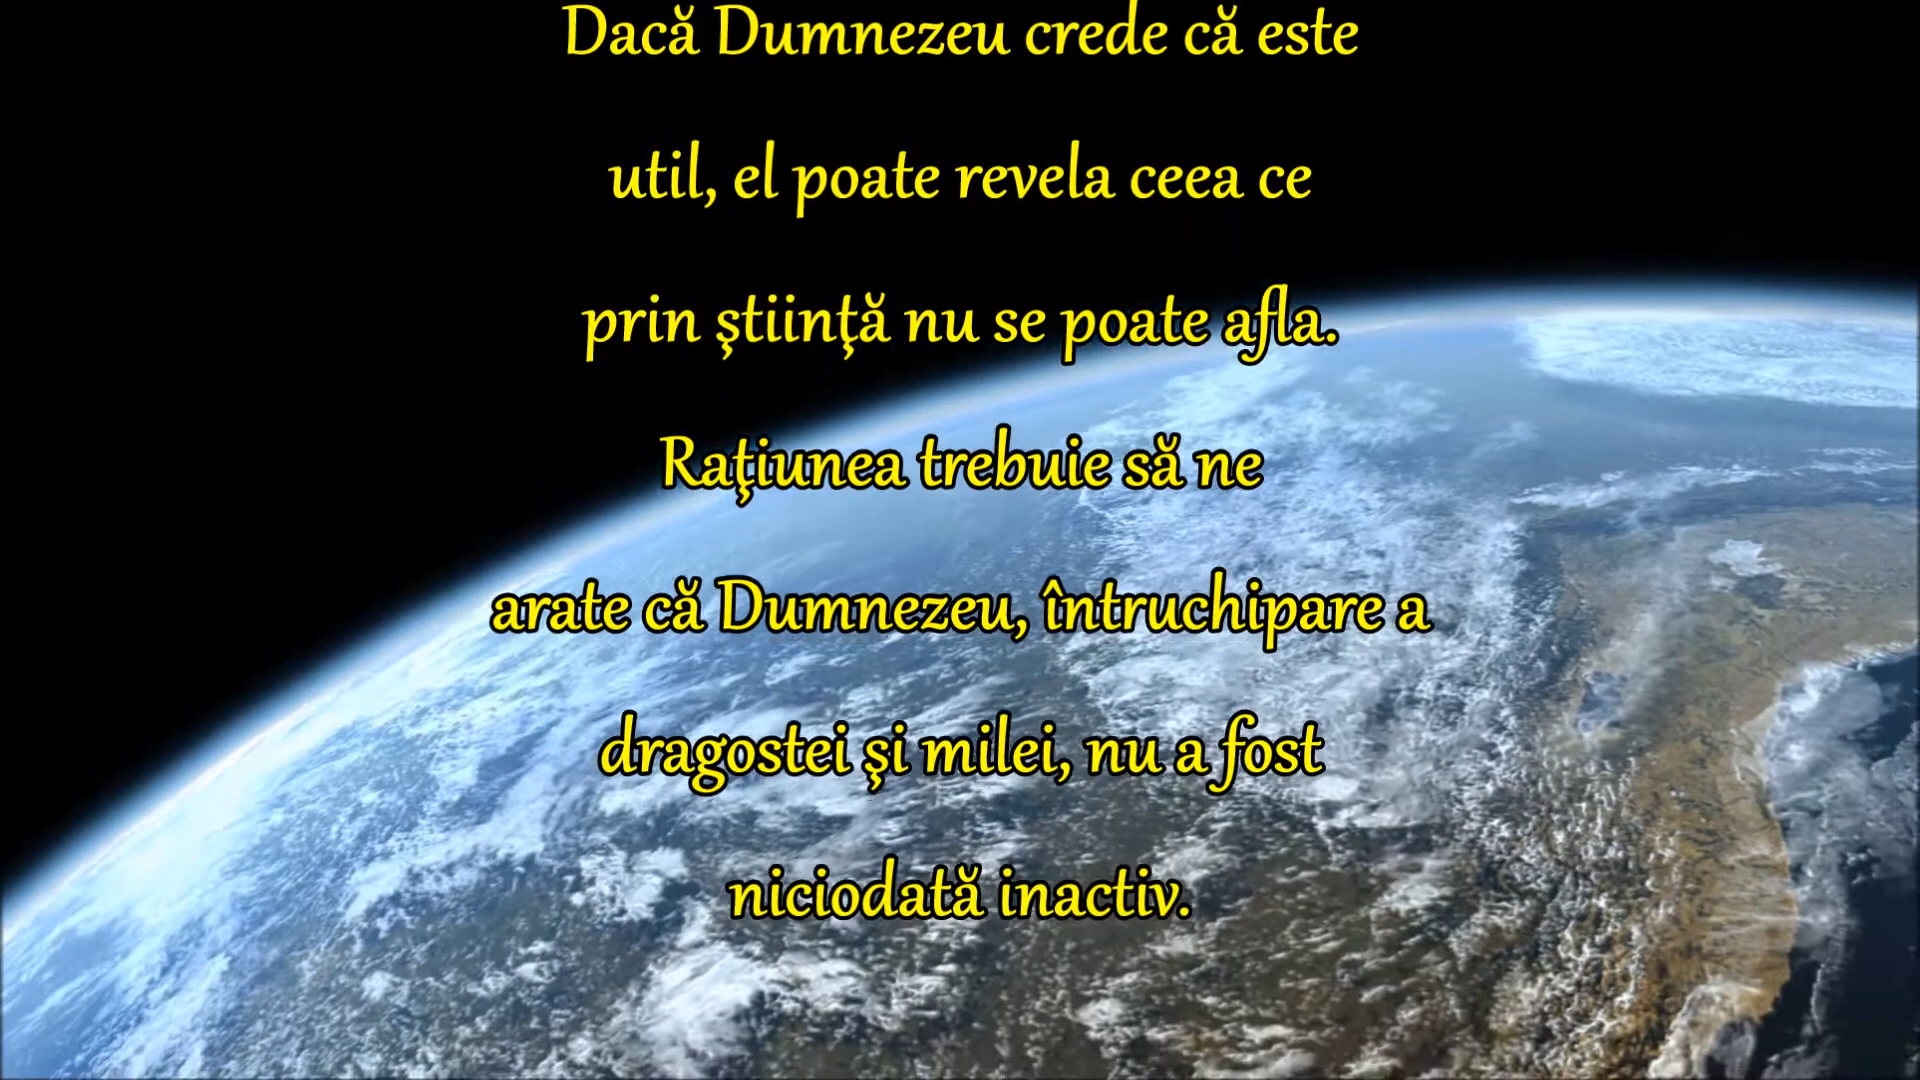 Dacă Dumnezeu crede că este
util, el poate revela ceea ce
prin ştiinţă nu se poate afla.
Raţiunea trebuie să ne
arate că Dumnezeu, întruchipare a
dragostei şi milei, nu a fost
niciodată inactiv.